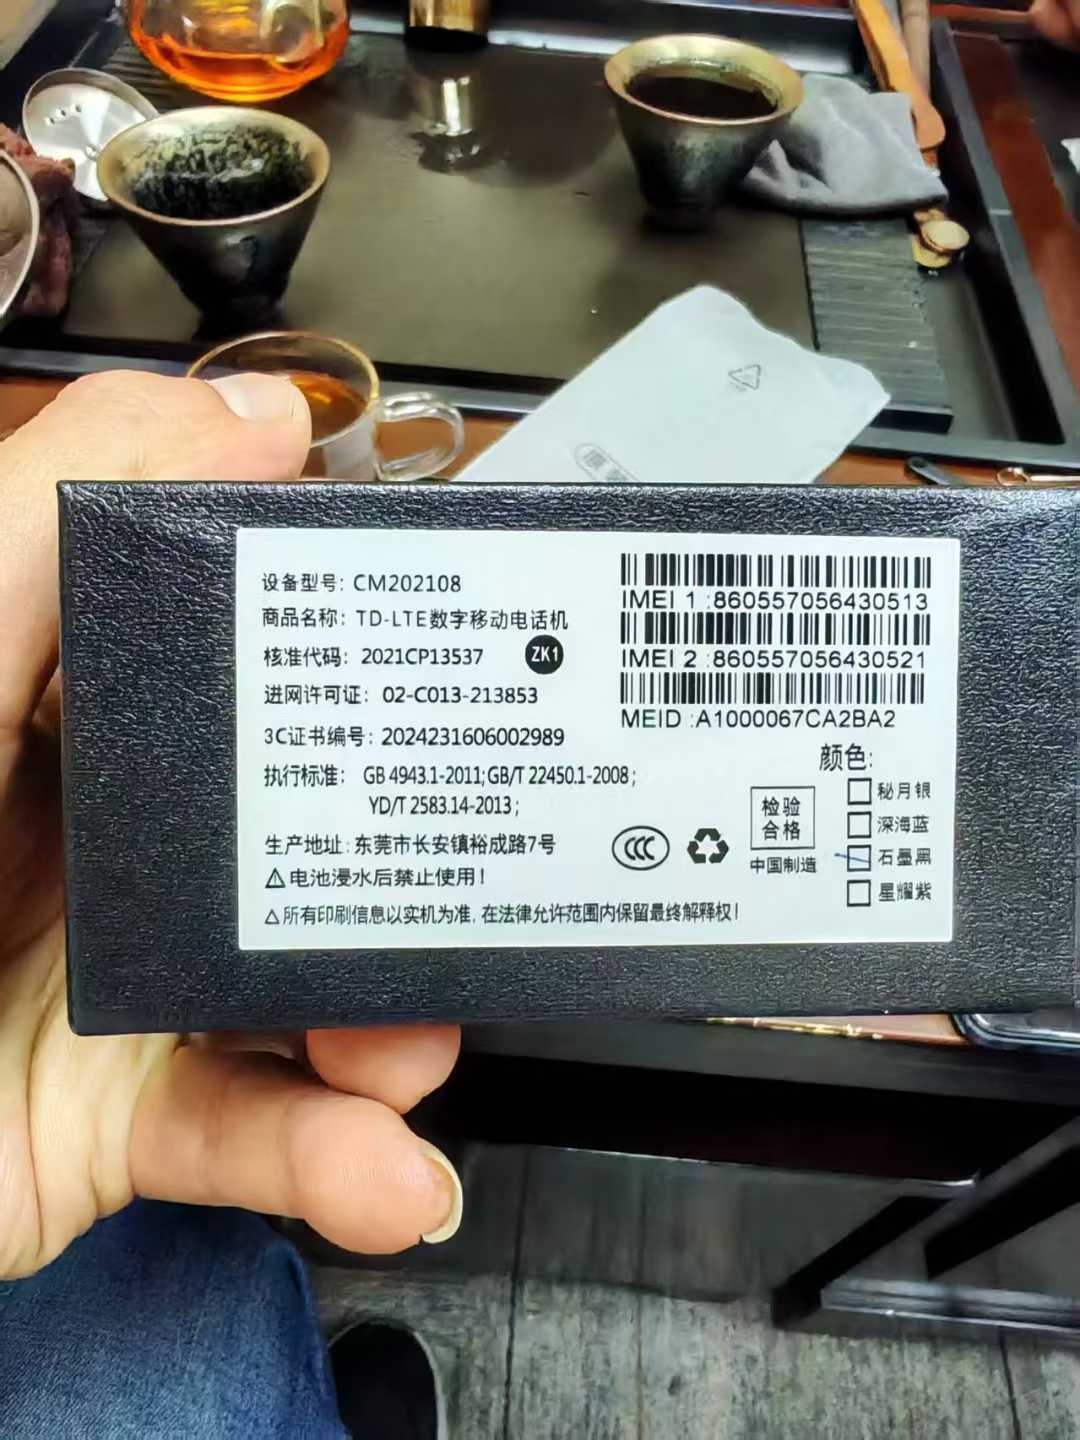 原装
设备型号: CM202108
商品名称: TD-LTE数字移动电话机
核准代码: 2021CP13537 ZK1
进网许可证: 02-C013-213853
3C证书编号: 2024231606002989
执行标准: GB 4943.1-2011;GB/T 22450.1-2008;
YD/T 2583.14-2013;
生产地址: 东莞市长安镇裕成路7号
⚠电池浸水后禁止使用!
△所有印刷信息以实机为准, 在法律允许范围内保留最终解释权!
IMEI 1 :860557056430513
IMEI 2 :860557056430521
MEID :A1000067CA2BA2
颜色:
秘月银
深海蓝
石墨黑
星耀紫
检验
合格
中国制造
CCC